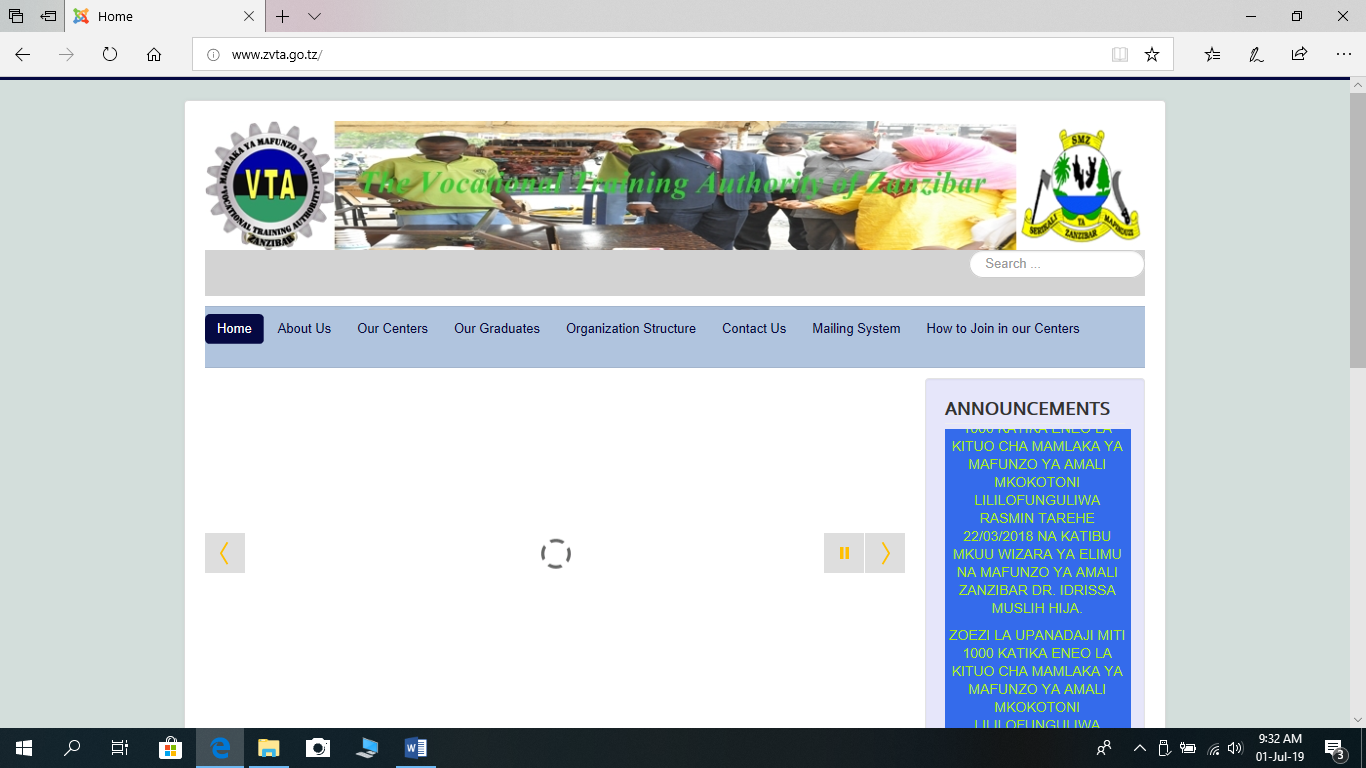 Home
www.zvta.go.tz/
MAMLAKA YA MAFUNZO YA AMALI
VTA
VOCATIONAL TRAINING AUTHORITY
ZANZIBAR
The Vocational Training Authority of Zanzibar
SMZ
SERIKALI YA MAPINDUZI
ZANZIBAR
Search ...
Home About Us Our Centers Our Graduates Organization Structure Contact Us Mailing System How to Join in our Centers
ANNOUNCEMENTS
1000 KATIKA ENEO LA
KITUO CHA MAMLAKA YA
MAFUNZO YA AMALI
MKOKOTONI
LILILOFUNGULIWA
RASMIN TAREHE
22/03/2018 NA KATIBU
MKUU WIZARA YA ELIMU
NA MAFUNZO YA AMALI
ZANZIBAR DR. IDRISSA
MUSLIH HIJA.
ZOEZI LA UPANADAJI MITI
1000 KATIKA ENEO LA
KITUO CHA MAMLAKA YA
MAFUNZO YA AMALI
MKOKOTONI
LILILOFUNGULIWA
9:32 AM
01-Jul-19
3